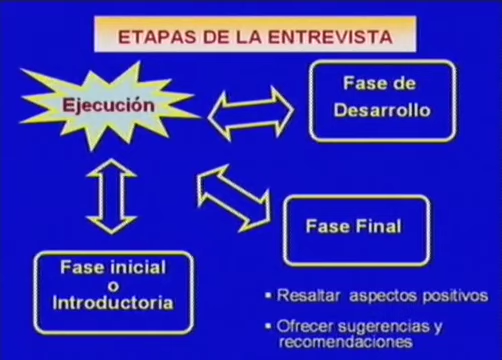 ETAPAS DE LA ENTREVISTA
Ejecución
Fase de
Desarrollo
Fase Final
Fase inicial
o
Introductoria
▪ Resaltar aspectos positivos
▪ Ofrecer sugerencias y
recomendaciones